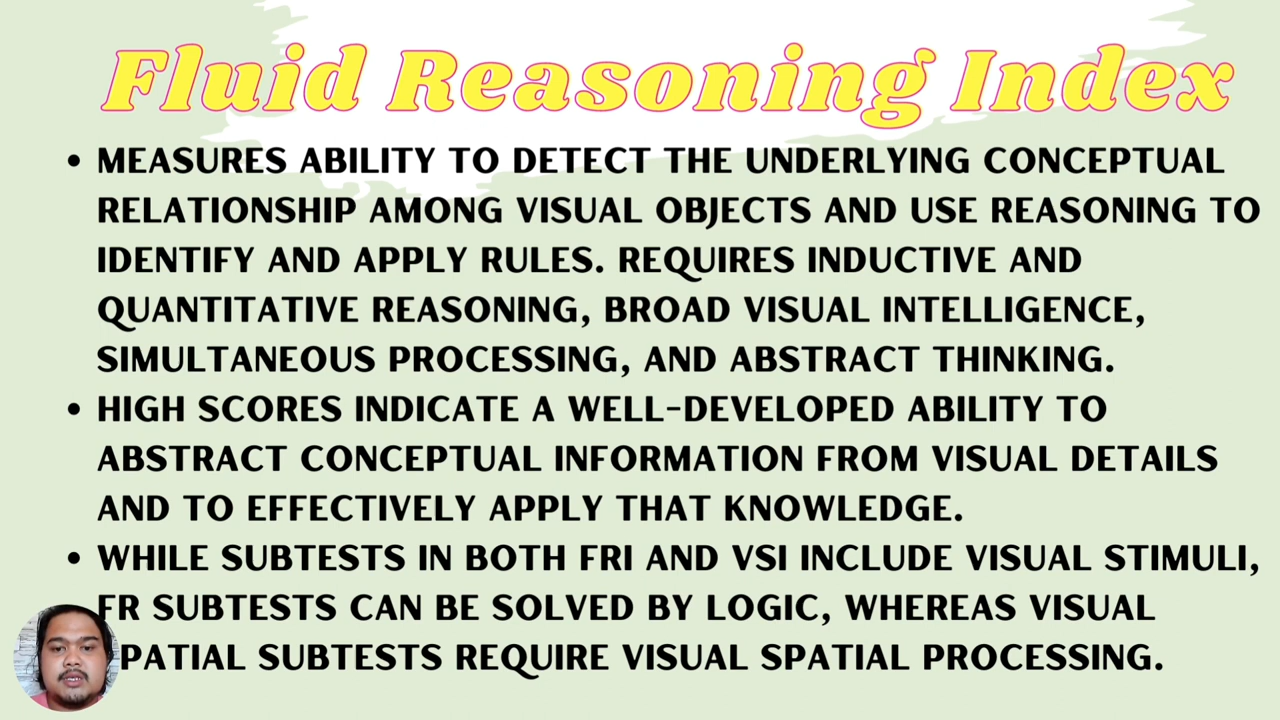 Fluid Reasoning Index
• MEASURES ABILITY TO DETECT THE UNDERLYING CONCEPTUAL
RELATIONSHIP AMONG VISUAL OBJECTS AND USE REASONING TO
IDENTIFY AND APPLY RULES. REQUIRES INDUCTIVE AND
QUANTITATIVE REASONING, BROAD VISUAL INTELLIGENCE,
SIMULTANEOUS PROCESSING, AND ABSTRACT THINKING.
• HIGH SCORES INDICATE A WELL-DEVELOPED ABILITY TO
ABSTRACT CONCEPTUAL INFORMATION FROM VISUAL DETAILS
AND TO EFFECTIVELY APPLY THAT KNOWLEDGE.
• WHILE SUBTESTS IN BOTH FRI AND VSI INCLUDE VISUAL STIMULI,
FR SUBTESTS CAN BE SOLVED BY LOGIC, WHEREAS VISUAL
PATIAL SUBTESTS REQUIRE VISUAL SPATIAL PROCESSING.